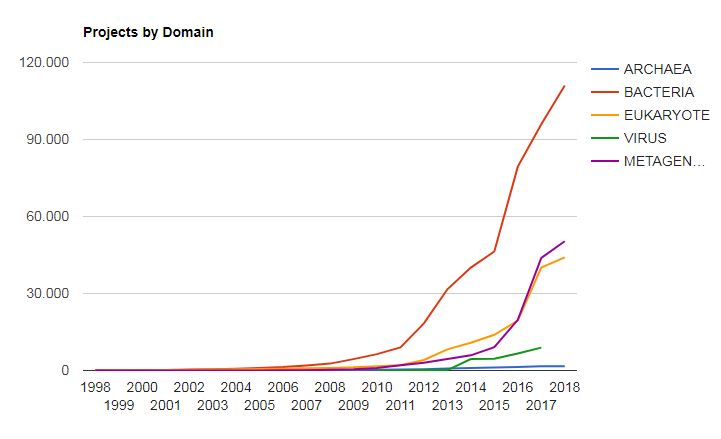 Projects by Domain
120.000
90.000
60.000
30.000
0
1998 2000 2002 2004 2006 2008 2010 2012 2014 2016 2018
1999 2001 2003 2005 2007 2009 2011 2013 2015 2017
ARCHAEA
BACTERIA
EUKARYOTE
VIRUS
METAGEN...